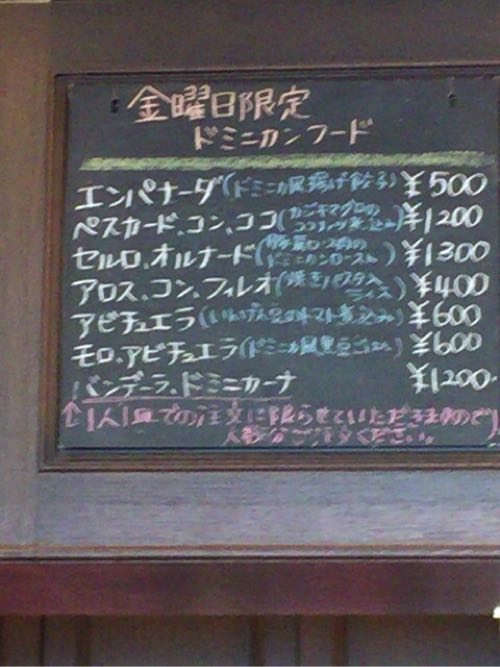 金曜日限定
ドミニカンフード
エンパナーダ(ドミニカ風揚げ餃子) ¥500
ペスカード、コン、ココ(カジキマグロのココナッツ煮込み) ¥1200
セルロ、オルナード(豚肩ロース肉のドミニカンロースト) ¥1300
アロス、コン、フィレオ(焼きパスタ入ライス) ¥400
アビチュエラ(いんげん豆のトマト煮込み) ¥600
モロ、アビチュエラ(ドミニカ風黒豆ごはん) ¥600
バンデーラ、ドミニカーナ ¥1200
↑1人1皿での注文に限らせていただきますので、
人数分ご注文ください。